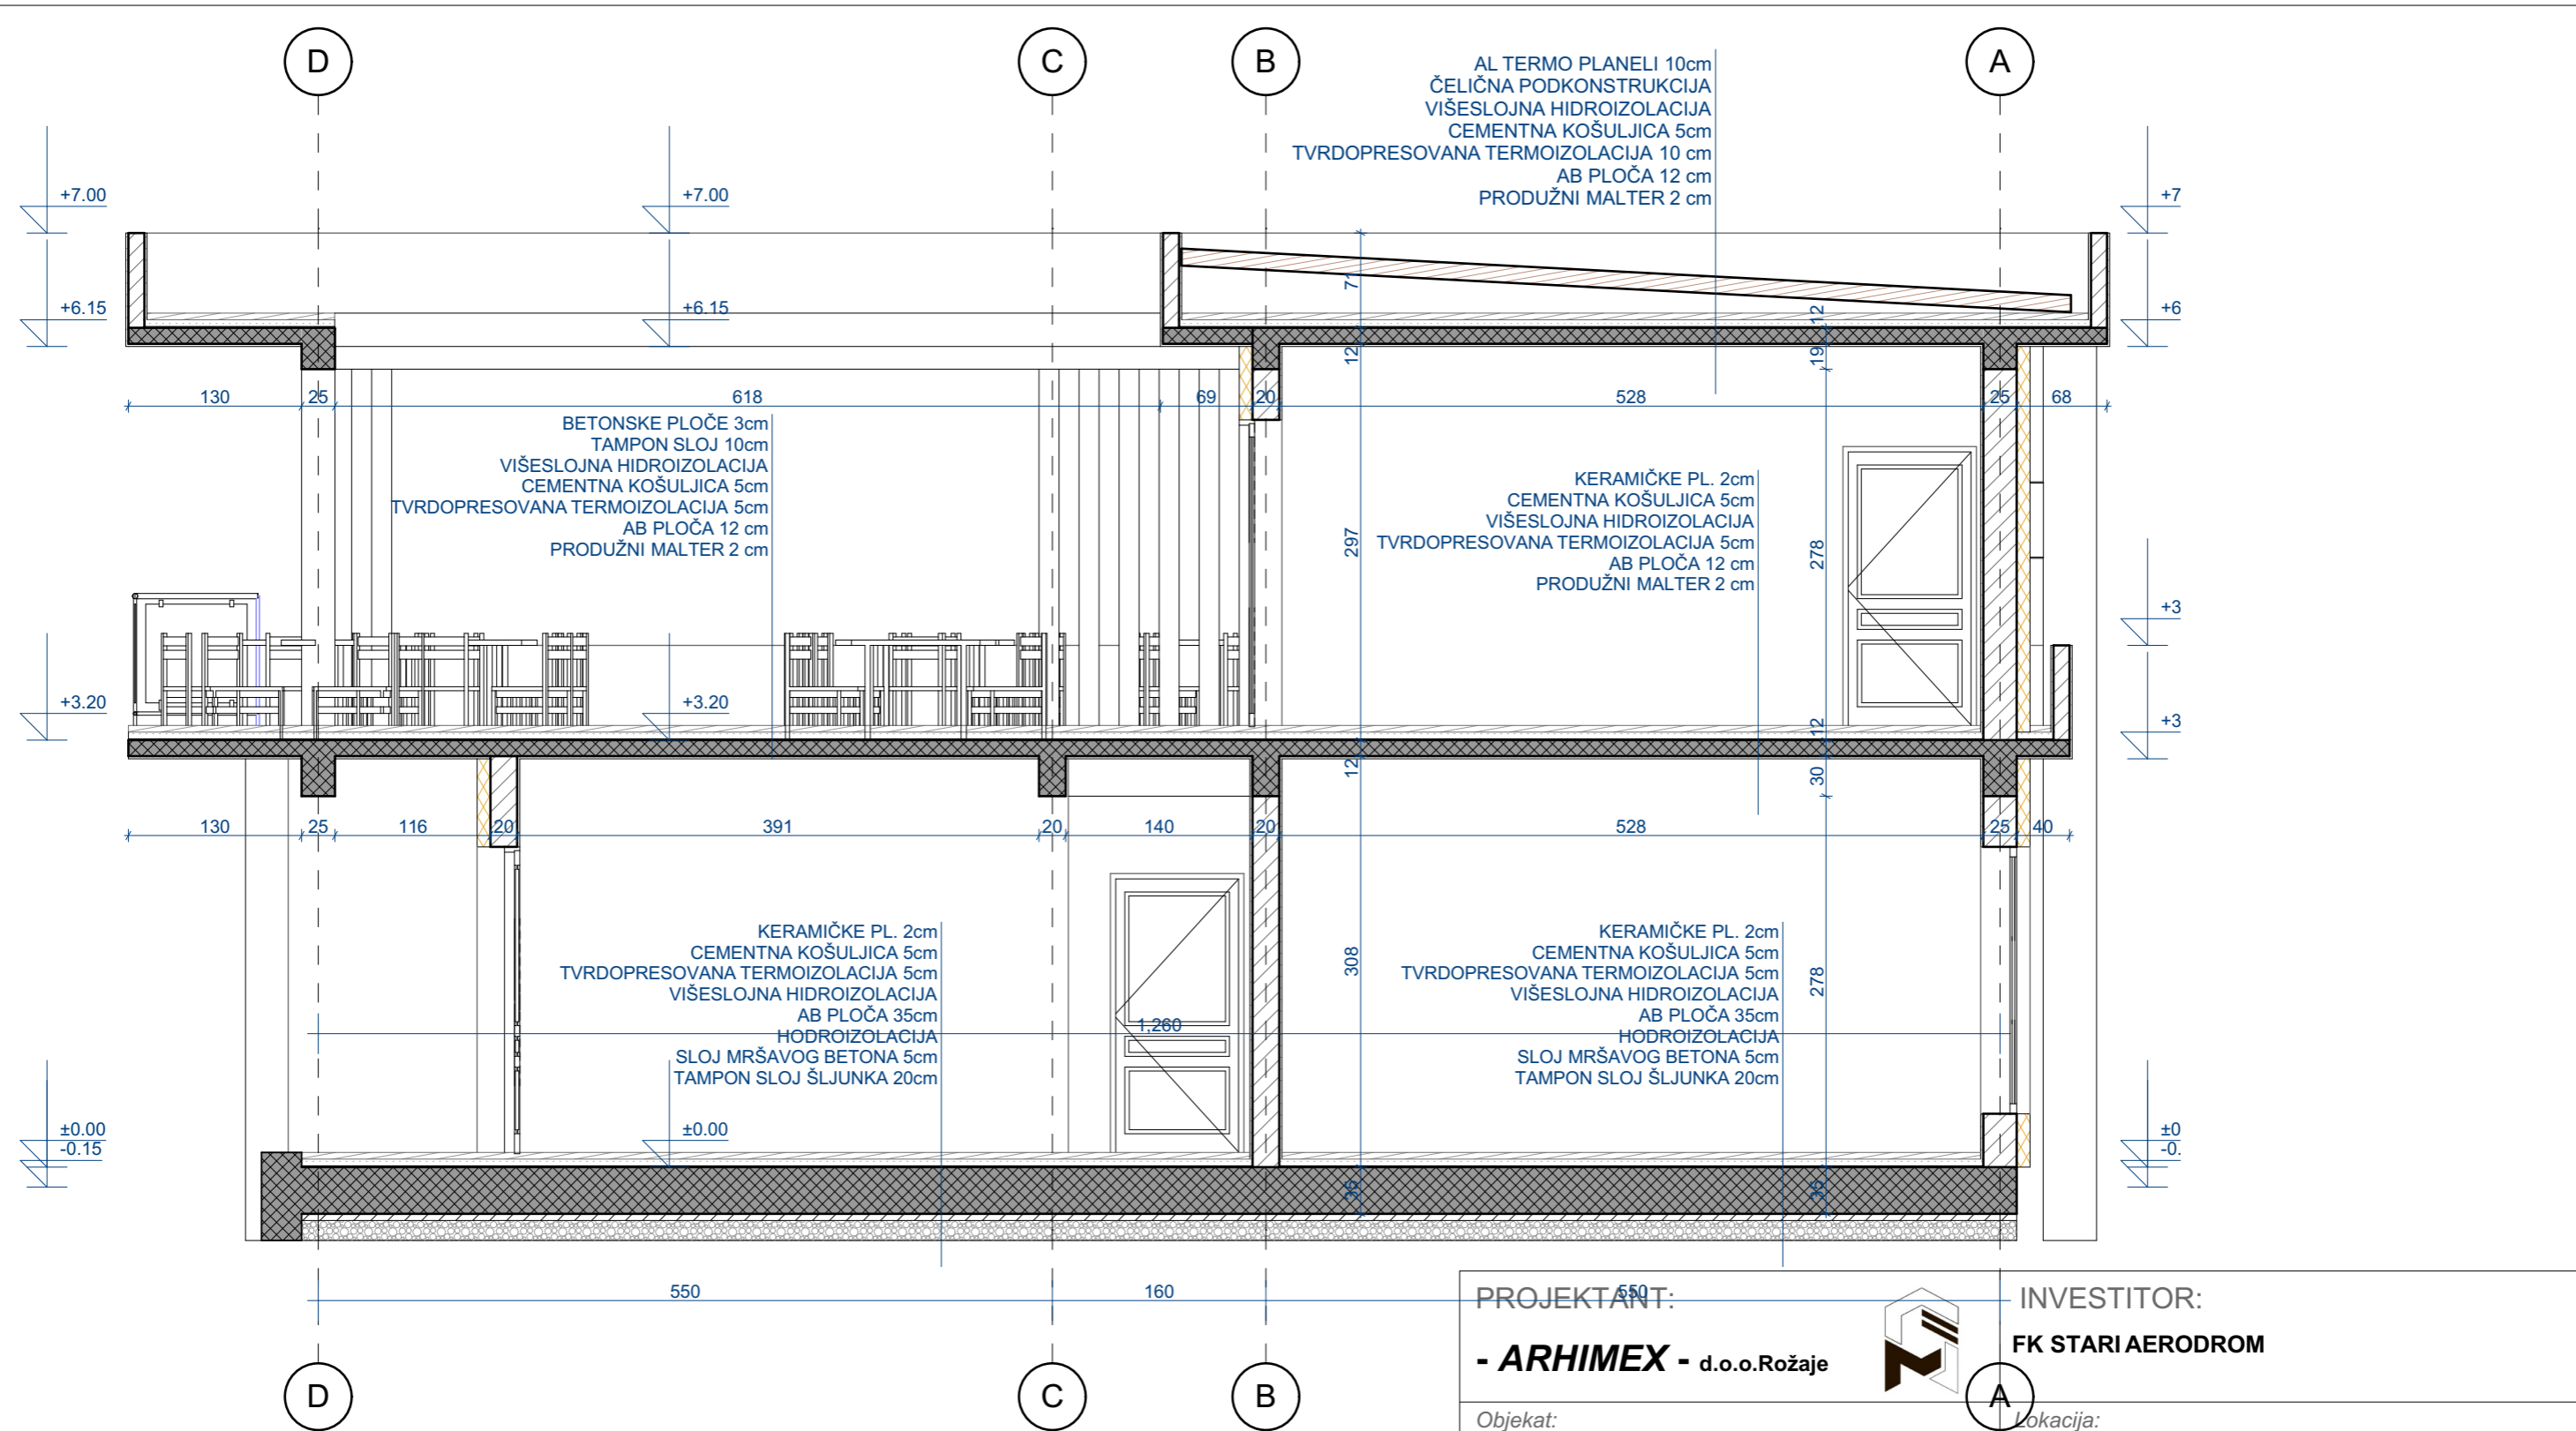 D
C
B
A
AL TERMO PLANELI 10cm
ČELIČNA PODKONSTRUKCIJA
VIŠESLOJNA HIDROIZOLACIJA
CEMENTNA KOŠULJICA 5cm
TVRDOPRESOVANA TERMOIZOLACIJA 10 cm
AB PLOČA 12 cm
PRODUŽNI MALTER 2 cm
+7.00
+7.00
+7
71
+6.15
+6.15
+6
12
12
19
130
25
618
69
20
528
25
68
BETONSKE PLOČE 3cm
TAMPON SLOJ 10cm
VIŠESLOJNA HIDROIZOLACIJA
CEMENTNA KOŠULJICA 5cm
TVRDOPRESOVANA TERMOIZOLACIJA 5cm
AB PLOČA 12 cm
PRODUŽNI MALTER 2 cm
297
KERAMIČKE PL. 2cm
CEMENTNA KOŠULJICA 5cm
VIŠESLOJNA HIDROIZOLACIJA
TVRDOPRESOVANA TERMOIZOLACIJA 5cm
AB PLOČA 12 cm
PRODUŽNI MALTER 2 cm
278
+3
+3.20
+3.20
+3
12
12
30
130
25
116
20
391
20
140
20
528
25
40
KERAMIČKE PL. 2cm
CEMENTNA KOŠULJICA 5cm
TVRDOPRESOVANA TERMOIZOLACIJA 5cm
VIŠESLOJNA HIDROIZOLACIJA
AB PLOČA 35cm
HODROIZOLACIJA
SLOJ MRŠAVOG BETONA 5cm
TAMPON SLOJ ŠLJUNKA 20cm
1,260
308
KERAMIČKE PL. 2cm
CEMENTNA KOŠULJICA 5cm
TVRDOPRESOVANA TERMOIZOLACIJA 5cm
VIŠESLOJNA HIDROIZOLACIJA
AB PLOČA 35cm
HODROIZOLACIJA
SLOJ MRŠAVOG BETONA 5cm
TAMPON SLOJ ŠLJUNKA 20cm
278
±0.00
-0.15
±0.00
±0
-0.
35
35
550
160
550
PROJEKTANT:
- ARHIMEX - d.o.o.Rožaje
INVESTITOR:
FK STARI AERODROM
D
C
B
A
Objekat:
Lokacija: